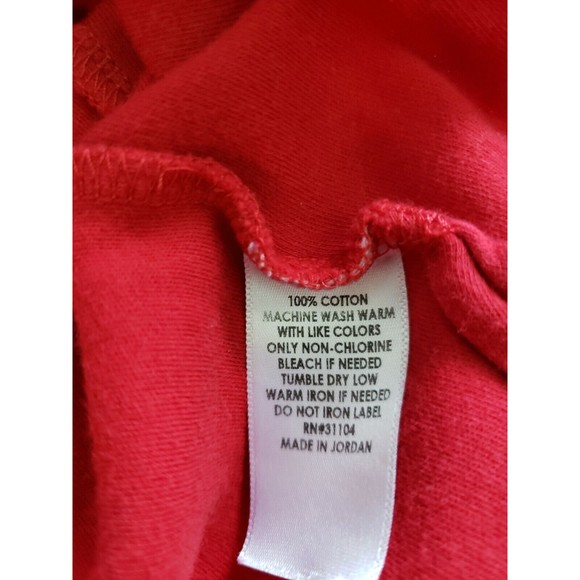 100% COTTON
MACHINE WASH WARM
WITH LIKE COLORS
ONLY NON-CHLORINE
BLEACH IF NEEDED
TUMBLE DRY LOW
WARM IRON IF NEEDED
DO NOT IRON LABEL
RN#31104
MADE IN JORDAN